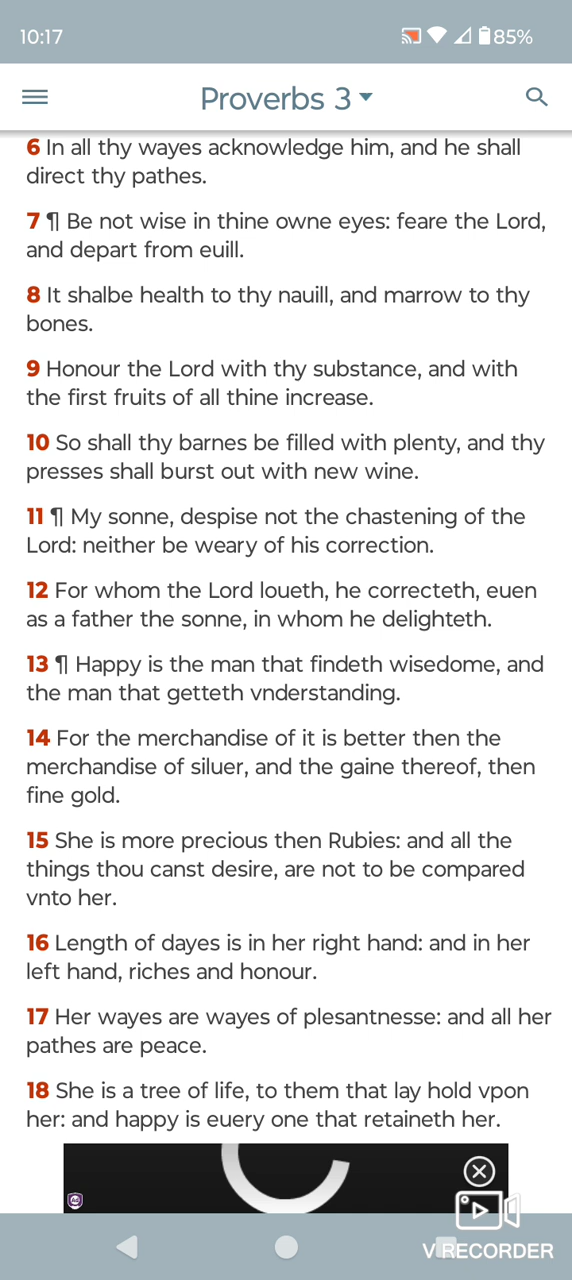 10:17
85%
Proverbs 3
6 In all thy wayes acknowledge him, and he shall
direct thy pathes.
7 ¶ Be not wise in thine owne eyes: feare the Lord,
and depart from euill.
8 It shalbe health to thy nauill, and marrow to thy
bones.
9 Honour the Lord with thy substance, and with
the first fruits of all thine increase.
10 So shall thy barnes be filled with plenty, and thy
presses shall burst out with new wine.
11 ¶ My sonne, despise not the chastening of the
Lord: neither be weary of his correction.
12 For whom the Lord loueth, he correcteth, euen
as a father the sonne, in whom he delighteth.
13 ¶ Happy is the man that findeth wisedome, and
the man that getteth vnderstanding.
14 For the merchandise of it is better then the
merchandise of siluer, and the gaine thereof, then
fine gold.
15 She is more precious then Rubies: and all the
things thou canst desire, are not to be compared
vnto her.
16 Length of dayes is in her right hand: and in her
left hand, riches and honour.
17 Her wayes are wayes of plesantnesse: and all her
pathes are peace.
18 She is a tree of life, to them that lay hold vpon
her: and happy is euery one that retaineth her.
Ad
V RECORDER